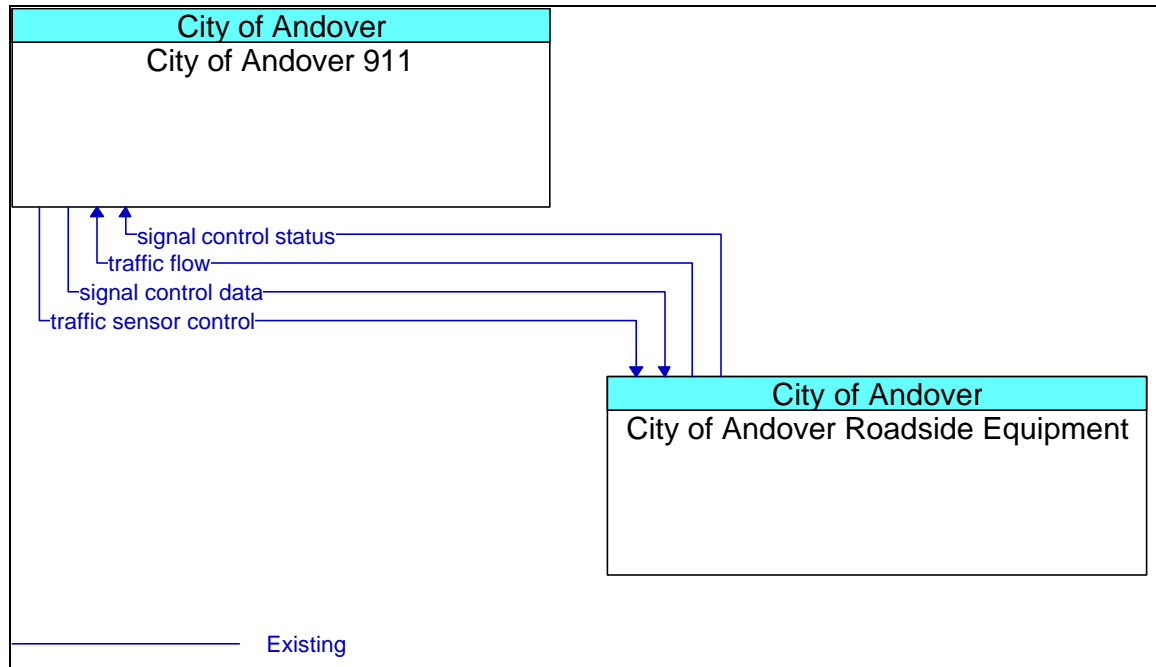 City of Andover
City of Andover 911
signal control status
traffic flow
signal control data
traffic sensor control
City of Andover
City of Andover Roadside Equipment
Existing